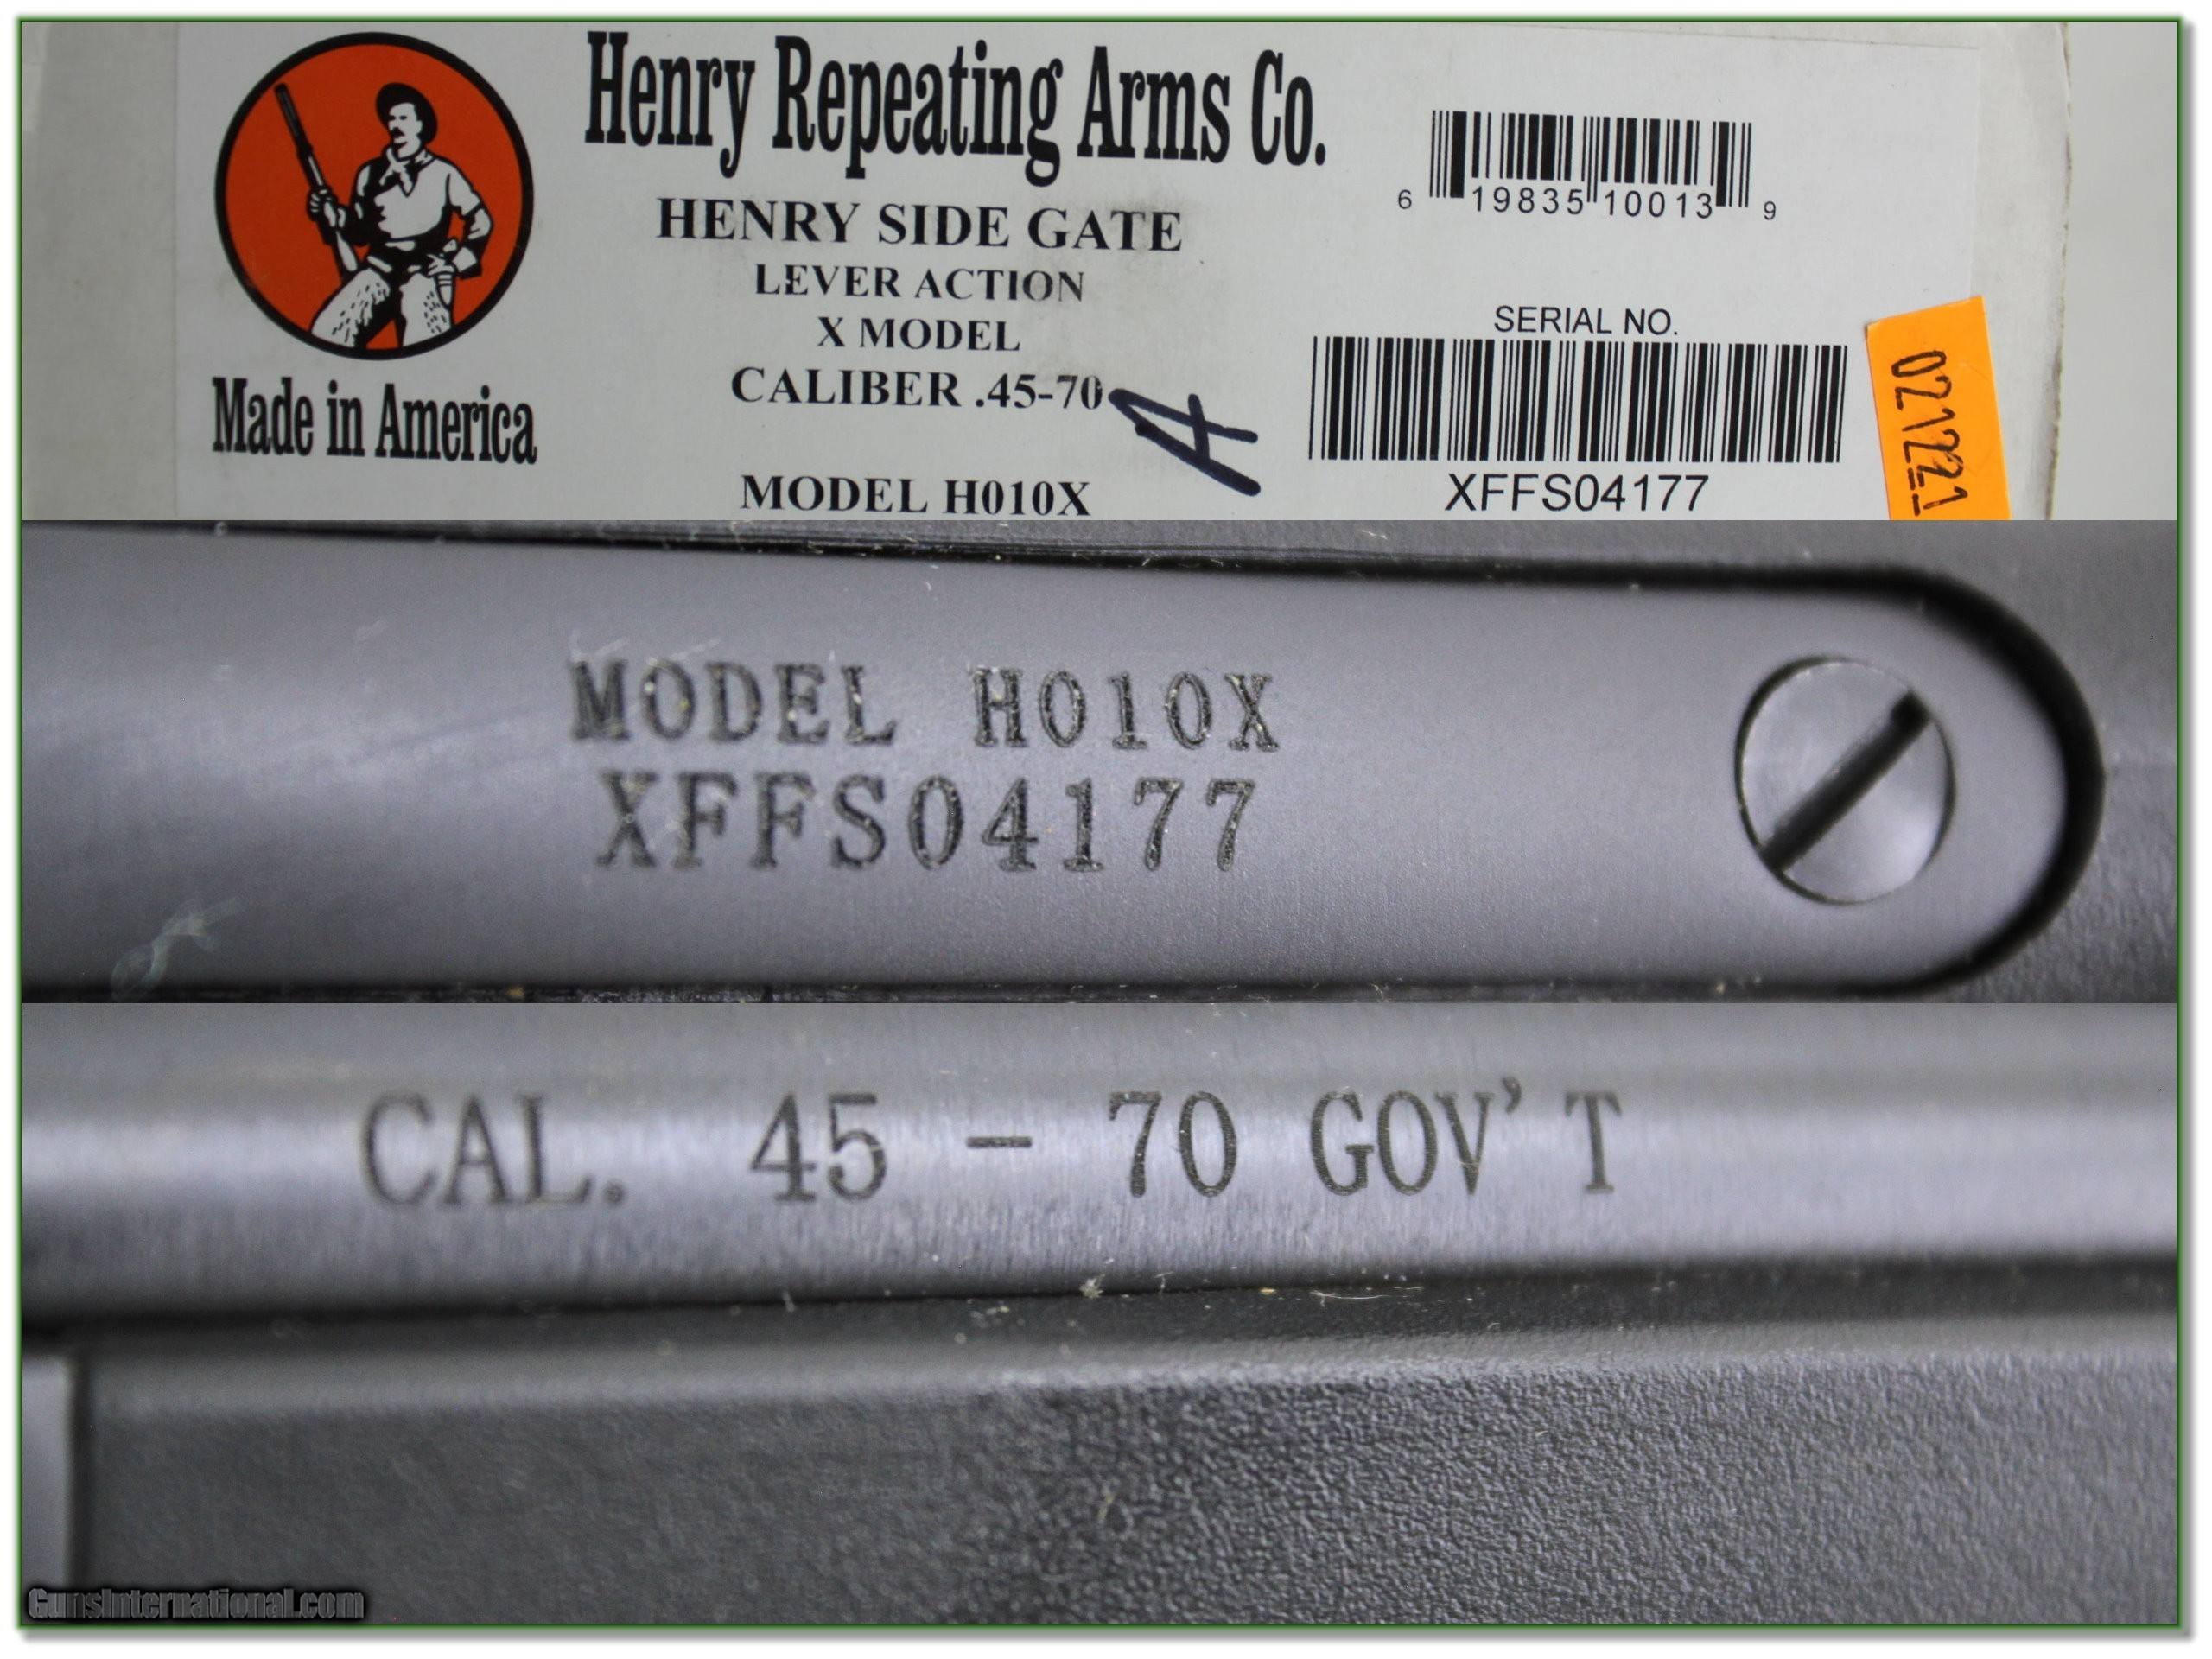 Henry Repeating Arms Co.
HENRY SIDE GATE
LEVER ACTION
X MODEL
CALIBER .45-70
A
MODEL H010X
Made in America
6 19835 10013 9
SERIAL NO.
XFFS04177
021221
MODEL H010X
XFFS04177
CAL. 45 - 70 GOV'T
GunsInternational.com